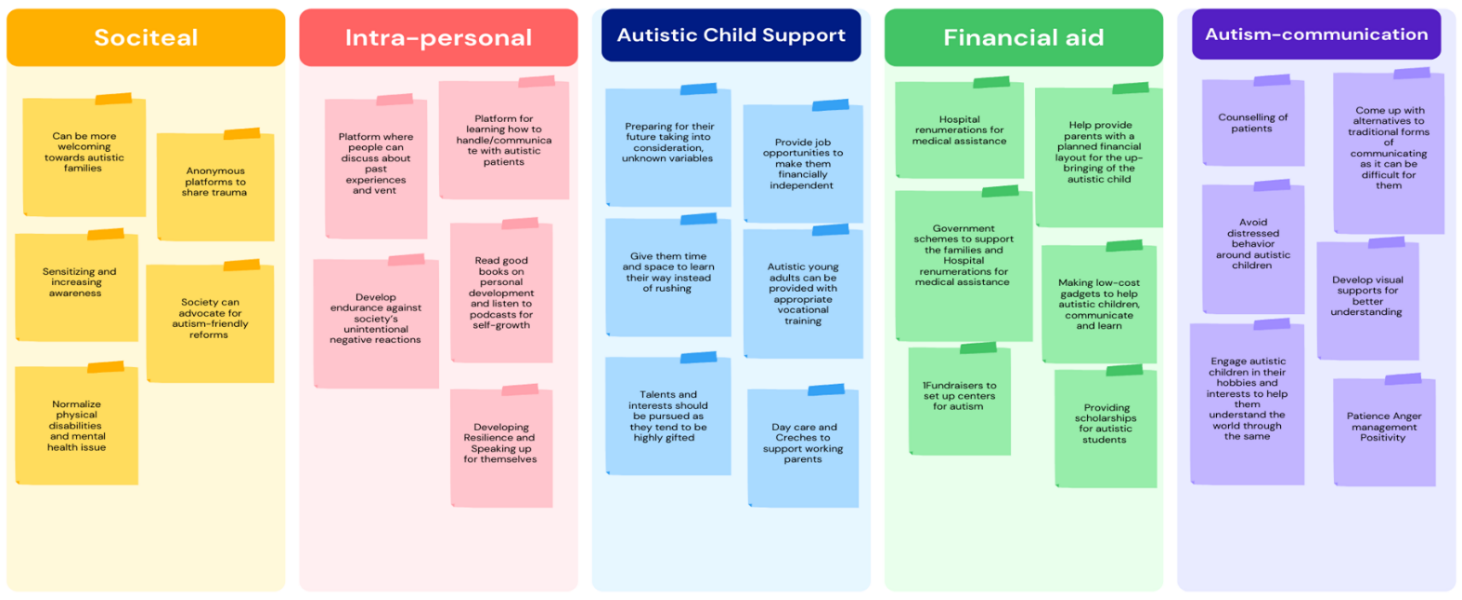 Sociteal
Can be more
welcoming
towards autistic
families
Anonymous
platforms to
share trauma
Sensitizing and
increasing
awareness
Society can
advocate for
autism-friendly
reforms
Normalize
physical
disabilities
and mental
health issue
Intra-personal
Platform where
people can
discuss about
past
experiences
and vent
Platform for
learning how to
handle/communica
te with autistic
patients
Develop
endurance against
society's
unintentional
negative reactions
Read good
books on
personal
development
and listen to
podcasts for
self-growth
Developing
Resilience and
Speaking up
for themselves
Autistic Child Support
Preparing for their
future taking into
consideration,
unknown variables
Provide job
opportunities to
make them
financially
independent
Give them time
and space to learn
their way instead
of rushing
Autistic young
adults can be
provided with
appropriate
vocational
training
Talents and
interests should
be pursued as
they tend to be
highly gifted
Day care and
Creches to
support working
parents
Financial aid
Hospital
renumerations for
medical assistance
Help provide
parents with a
planned financial
layout for the up-
bringing of the
autistic child
Government
schemes to support
the families and
Hospital
renumerations for
medical assistance
Making low-cost
gadgets to help
autistic children,
communicate
and learn
1Fundraisers to
set up centers
for autism
Providing
scholarships
for autistic
students
Autism-communication
Counselling of
patients
Come up with
alternatives to
traditional forms
of
communicating
as it can be
difficult for
them
Avoid
distressed
behavior
around autistic
children
Develop visual
supports for
better
understanding
Engage autistic
children in their
hobbies and
interests to help
them
understand the
world through
the same
Patience Anger
management
Positivity